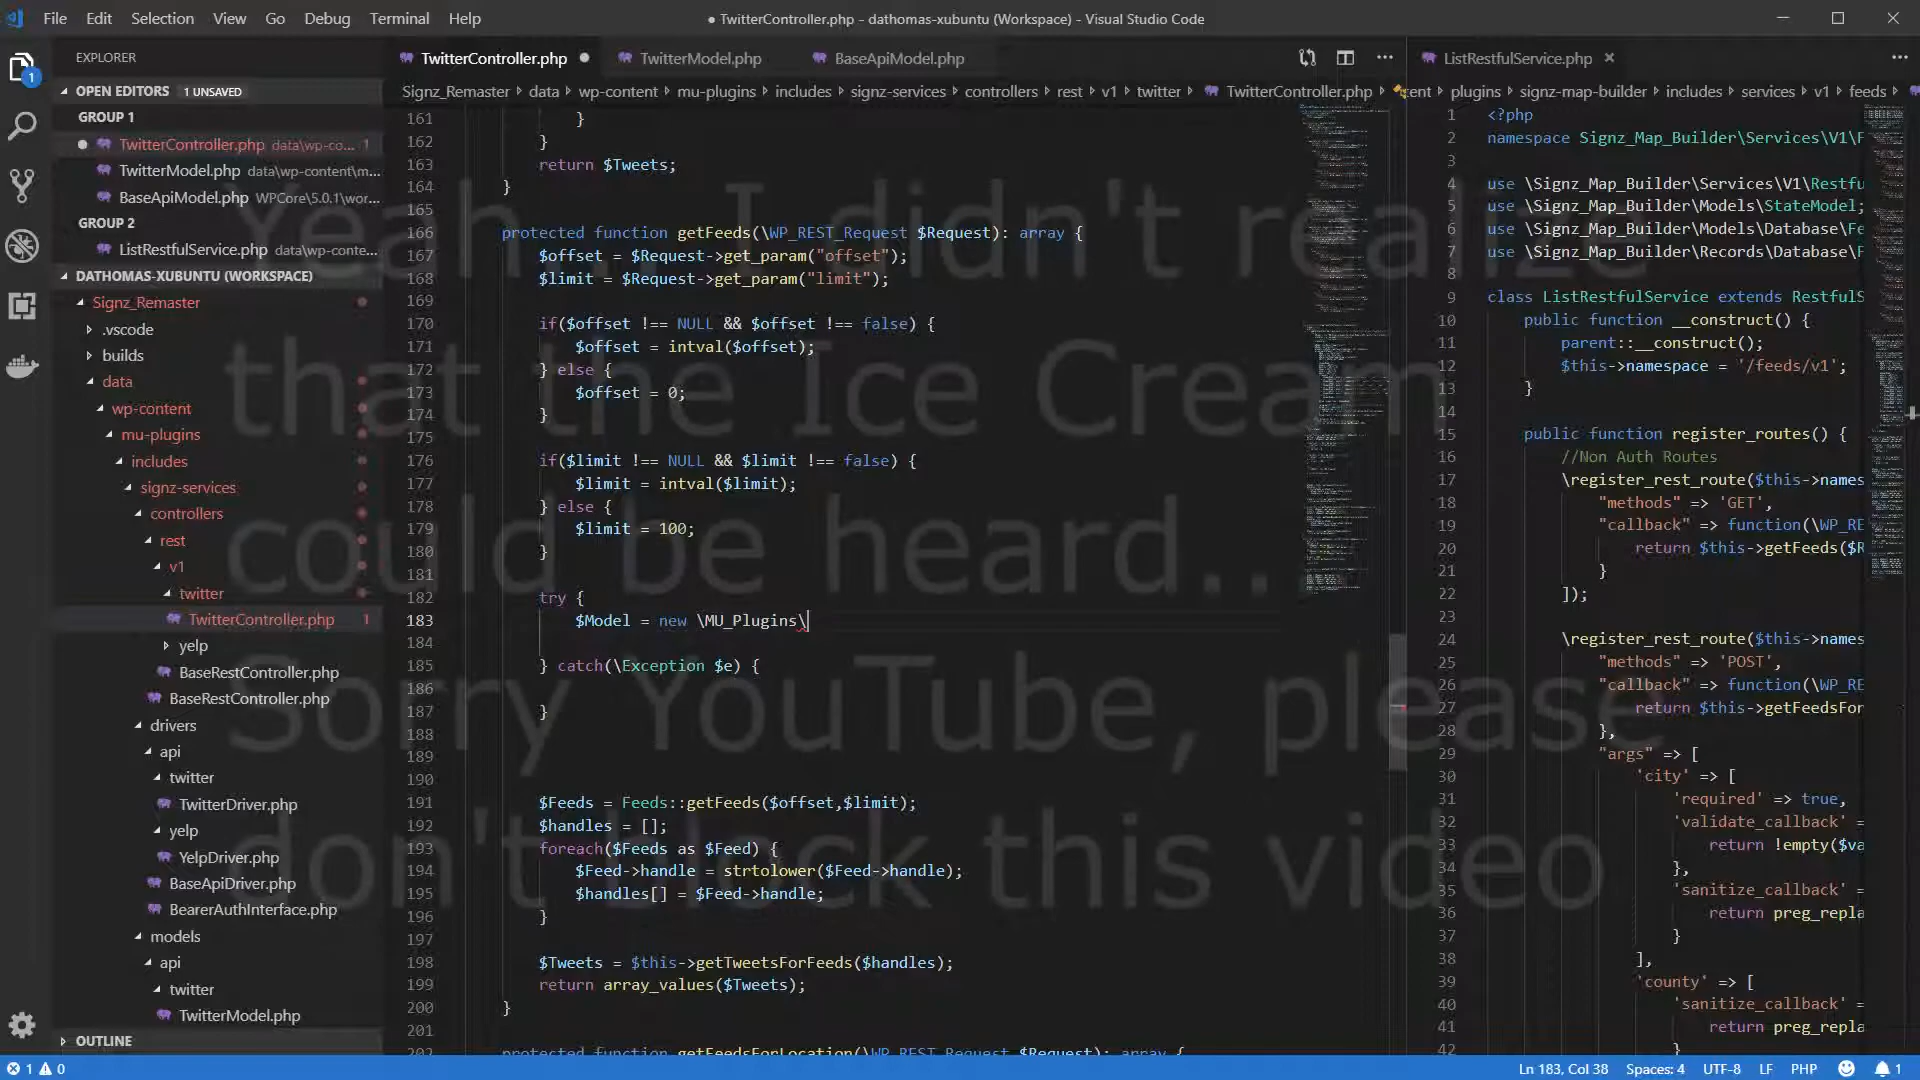 File Edit Selection View Go Debug Terminal Help
● TwitterController.php - dathomas-xubuntu (Workspace) - Visual Studio Code
EXPLORER
OPEN EDITORS 1 UNSAVED
GROUP 1
TwitterController.php data\wp-co... 1
TwitterModel.php data\wp-content\m...
BaseApiModel.php WPCore\5.0.1\wor...
GROUP 2
ListRestfulService.php data\wp-conte...
DATHOMAS-XUBUNTU (WORKSPACE)
Signz_Remaster
.vscode
builds
data
wp-content
mu-plugins
includes
signz-services
controllers
rest
v1
twitter
TwitterController.php 1
yelp
BaseRestController.php
BaseRestController.php
drivers
api
twitter
TwitterDriver.php
yelp
YelpDriver.php
BaseApiDriver.php
BearerAuthInterface.php
models
api
twitter
TwitterModel.php
OUTLINE
TwitterController.php TwitterModel.php BaseApiModel.php
Signz_Remaster data wp-content mu-plugins includes signz-services controllers rest v1 twitter TwitterController.php
161 }
162 }
163 return $Tweets;
164 }
165
166 protected function getFeeds(\WP_REST_Request $Request): array {
167 $offset = $Request->get_param("offset");
168 $limit = $Request->get_param("limit");
169
170 if($offset !== NULL && $offset !== false) {
171 $offset = intval($offset);
172 } else {
173 $offset = 0;
174 }
175
176 if($limit !== NULL && $limit !== false) {
177 $limit = intval($limit);
178 } else {
179 $limit = 100;
180 }
181
182 try {
183 $Model = new \MU_Plugins\
184
185 } catch(\Exception $e) {
186
187 }
188
189
190
191 $Feeds = Feeds::getFeeds($offset,$limit);
192 $handles = [];
193 foreach($Feeds as $Feed) {
194 $Feed->handle = strtolower($Feed->handle);
195 $handles[] = $Feed->handle;
196 }
197
198 $Tweets = $this->getTweetsForFeeds($handles);
199 return array_values($Tweets);
200 }
201
202 protected function getFeedsForLocation(\WP_REST_Request $Request): array {
ListRestfulService.php
ent plugins signz-map-builder includes services v1 feeds
1 <?php
2 namespace Signz_Map_Builder\Services\V1\F
3
4 use \Signz_Map_Builder\Services\V1\Restfu
5 use \Signz_Map_Builder\Models\StateModel;
6 use \Signz_Map_Builder\Models\Database\Fe
7 use \Signz_Map_Builder\Records\Database\F
8
9 class ListRestfulService extends RestfulS
10 public function __construct() {
11 parent::__construct();
12 $this->namespace = '/feeds/v1';
13 }
14
15 public function register_routes() {
16 //Non Auth Routes
17 \register_rest_route($this->names
18 "methods" => 'GET',
19 "callback" => function(\WP_RE
20 return $this->getFeeds($R
21 }
22 ]);
23
24 \register_rest_route($this->names
25 "methods" => 'POST',
26 "callback" => function(\WP_RE
27 return $this->getFeedsFor
28 },
29 "args" => [
30 'city' => [
31 'required' => true,
32 'validate_callback' =
33 return !empty($va
34 },
35 'sanitize_callback' =
36 return preg_repla
37 }
38 ],
39 'county' => [
40 'sanitize_callback' =
41 return preg_repla
42 }
Yeah... I didn't realize
that the Ice Cream
could be heard...
Sorry YouTube, please
don't block this video
1 0
Ln 183, Col 38 Spaces: 4 UTF-8 LF PHP 1